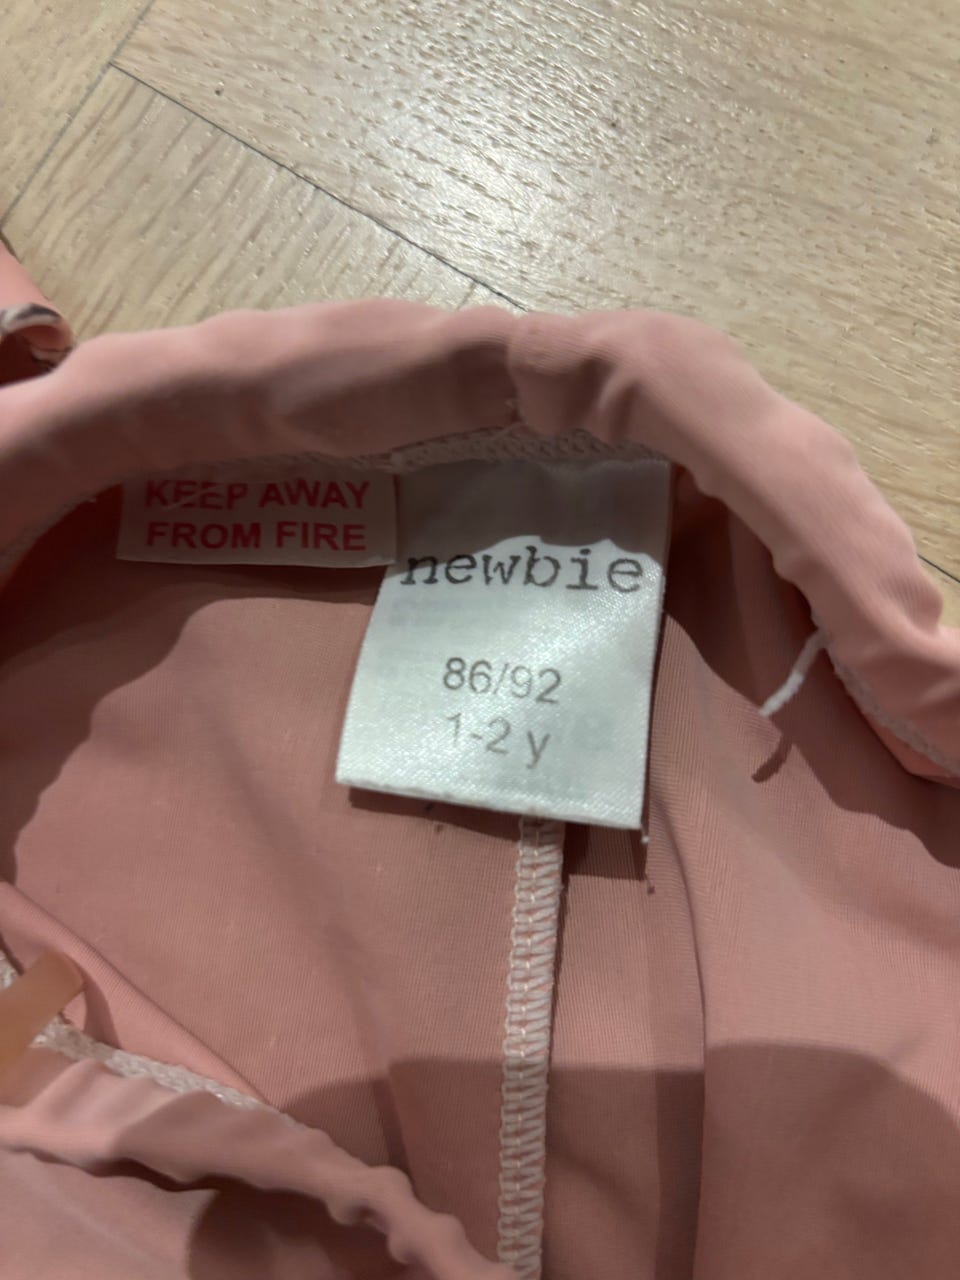 KEEP AWAY
FROM FIRE
newbie
86/92
1-2 y